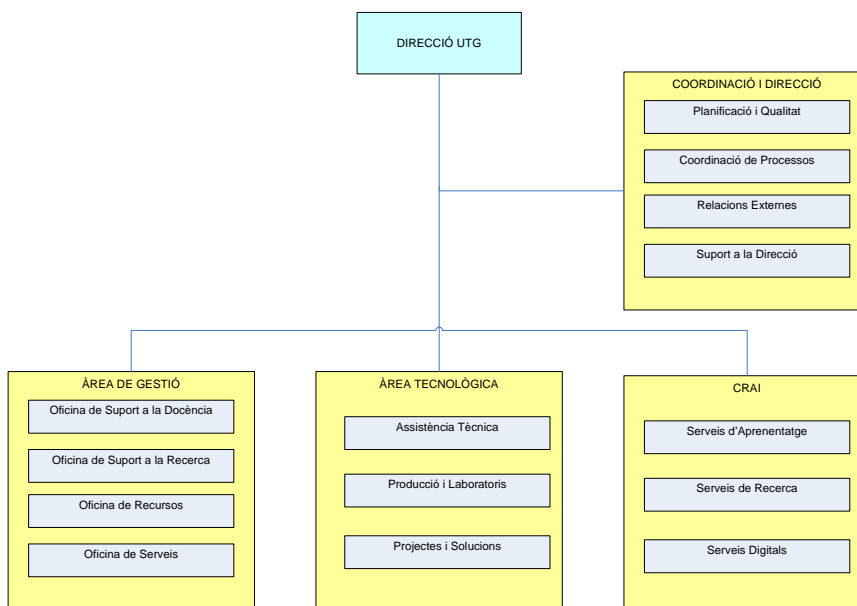 DIRECCIÓ UTG
COORDINACIÓ I DIRECCIÓ
Planificació i Qualitat
Coordinació de Processos
Relacions Externes
Suport a la Direcció
ÀREA DE GESTIÓ
Oficina de Suport a la Docència
Oficina de Suport a la Recerca
Oficina de Recursos
Oficina de Serveis
ÀREA TECNOLÒGICA
Assistència Tècnica
Producció i Laboratoris
Projectes i Solucions
CRAI
Serveis d'Aprenentatge
Serveis de Recerca
Serveis Digitals